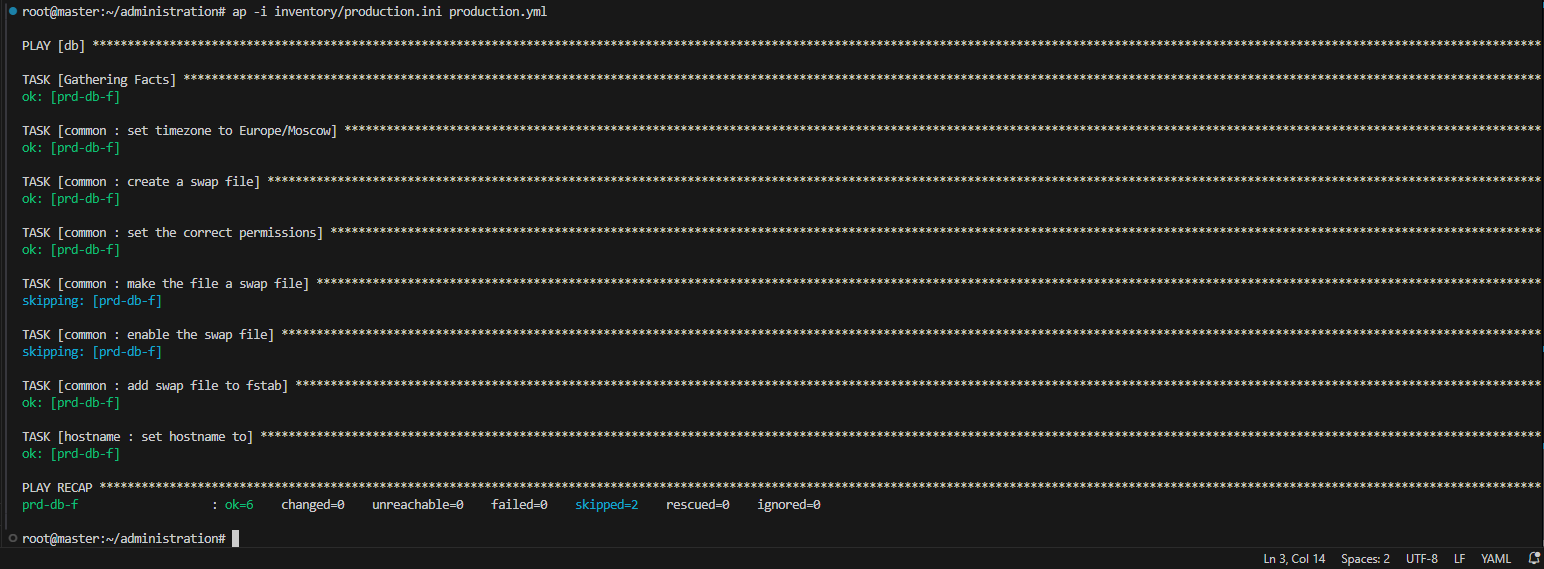 root@master:~/administration# ap -i inventory/production.ini production.yml
PLAY [db] ****************************************************************************************************************************************************************************************************************
TASK [Gathering Facts] ***************************************************************************************************************************************************************************************************
ok: [prd-db-f]
TASK [common : set timezone to Europe/Moscow] ****************************************************************************************************************************************************************************
ok: [prd-db-f]
TASK [common : create a swap file] ***************************************************************************************************************************************************************************************
ok: [prd-db-f]
TASK [common : set the correct permissions] ******************************************************************************************************************************************************************************
ok: [prd-db-f]
TASK [common : make the file a swap file] ********************************************************************************************************************************************************************************
skipping: [prd-db-f]
TASK [common : enable the swap file] *************************************************************************************************************************************************************************************
skipping: [prd-db-f]
TASK [common : add swap file to fstab] ***********************************************************************************************************************************************************************************
ok: [prd-db-f]
TASK [hostname : set hostname to] ****************************************************************************************************************************************************************************************
ok: [prd-db-f]
PLAY RECAP ***************************************************************************************************************************************************************************************************************
prd-db-f                   : ok=6    changed=0    unreachable=0    failed=0    skipped=2    rescued=0    ignored=0
root@master:~/administration#
Ln 3, Col 14 Spaces: 2 UTF-8 LF YAML